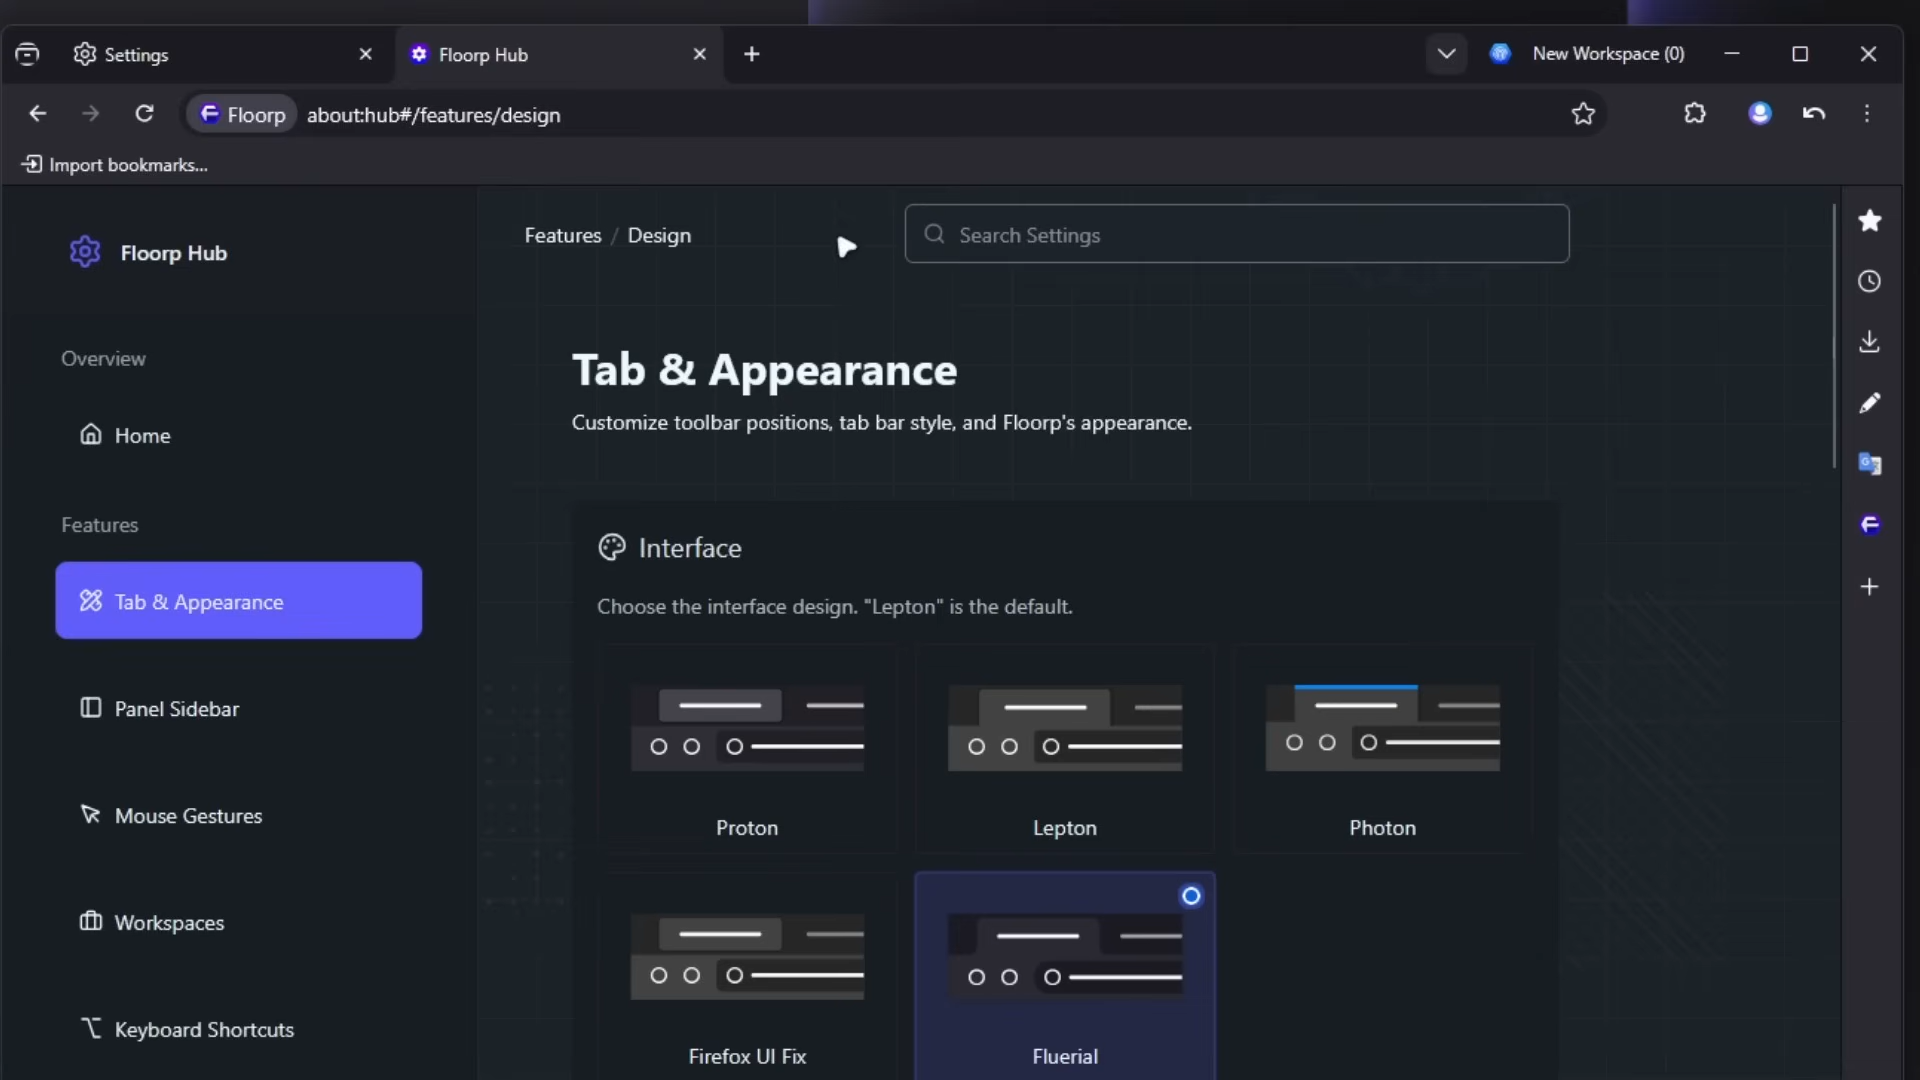 Settings
Floorp Hub
New Workspace (0)
Floorp
about:hub#/features/design
Import bookmarks...
Floorp Hub
Features / Design
Search Settings
Overview
Home
Features
Tab & Appearance
Panel Sidebar
Mouse Gestures
Workspaces
Keyboard Shortcuts
Tab & Appearance
Customize toolbar positions, tab bar style, and Floorp's appearance.
Interface
Choose the interface design. "Lepton" is the default.
Proton
Lepton
Photon
Firefox UI Fix
Fluerial